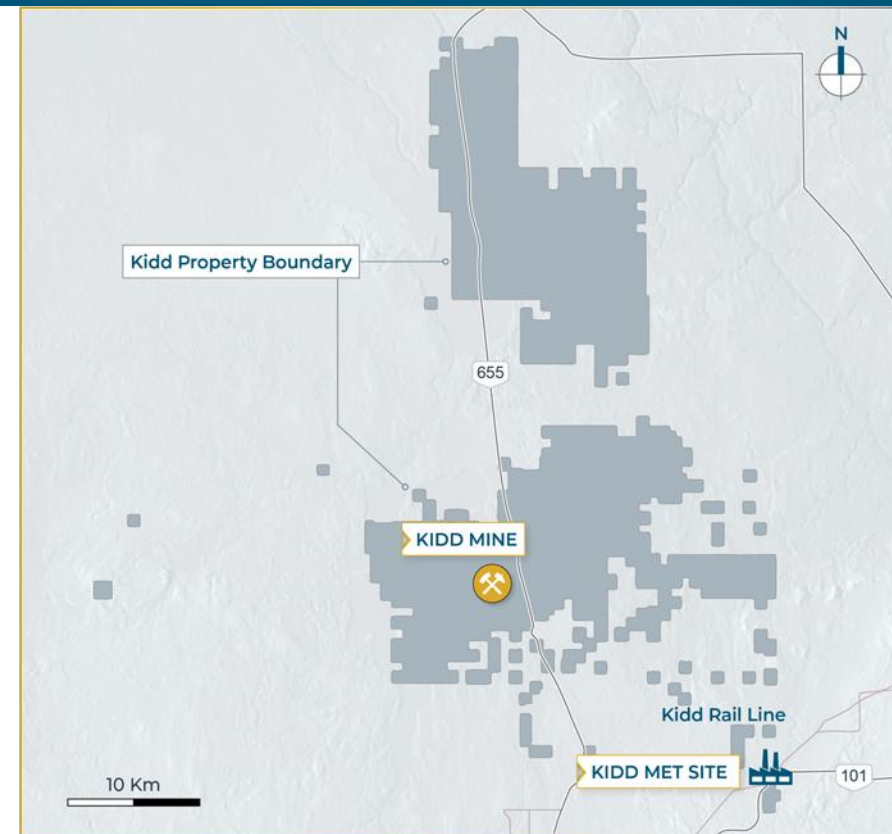 N
Kidd Property Boundary
655
KIDD MINE
Kidd Rail Line
KIDD MET SITE
101
10 Km